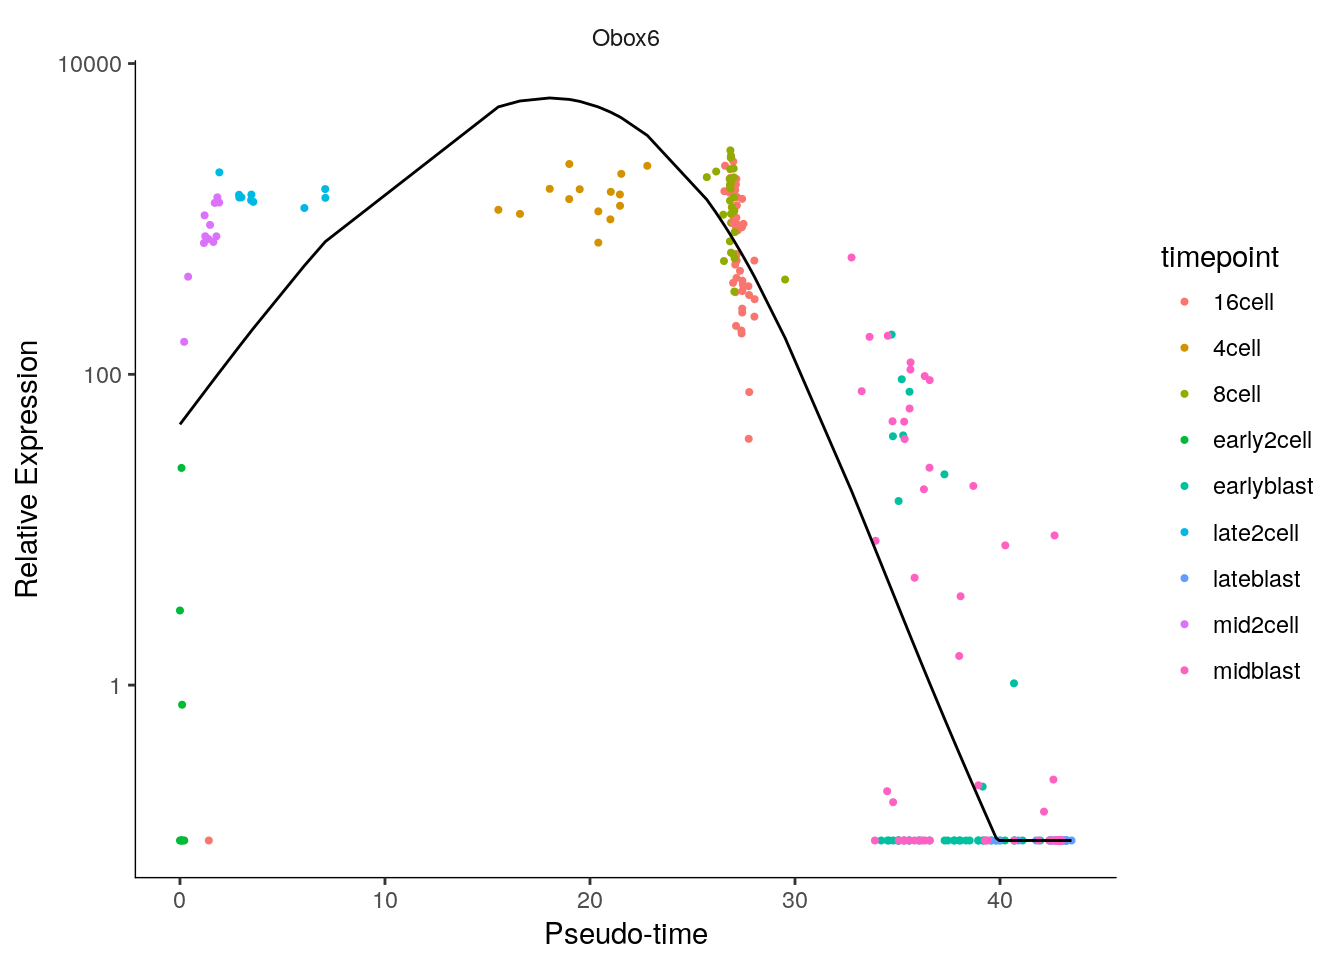 Obox6
10000
100
1
Relative Expression
0 10 20 30 40
Pseudo-time
timepoint
16cell
4cell
8cell
early2cell
earlyblast
late2cell
lateblast
mid2cell
midblast